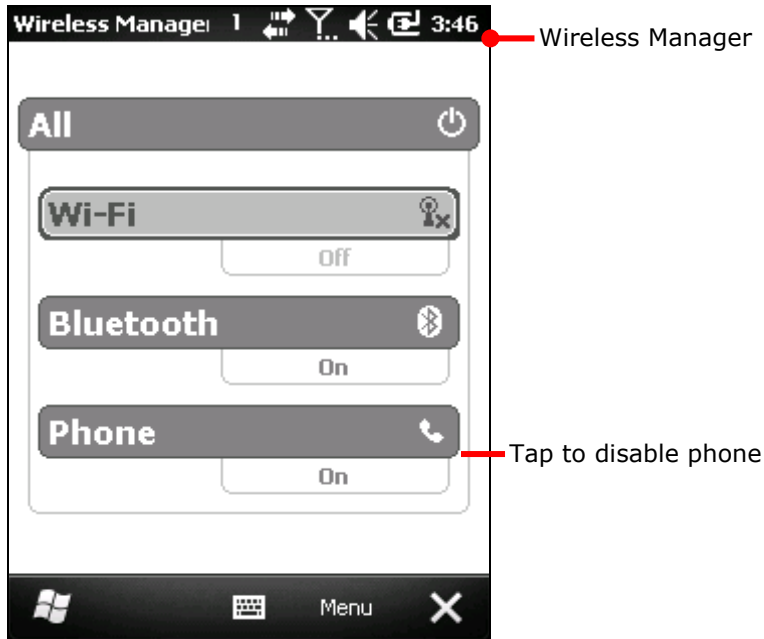 Wireless Manager 1 3:46
Wireless Manager
All
Wi-Fi
Off
Bluetooth
On
Phone
Tap to disable phone
On
Menu